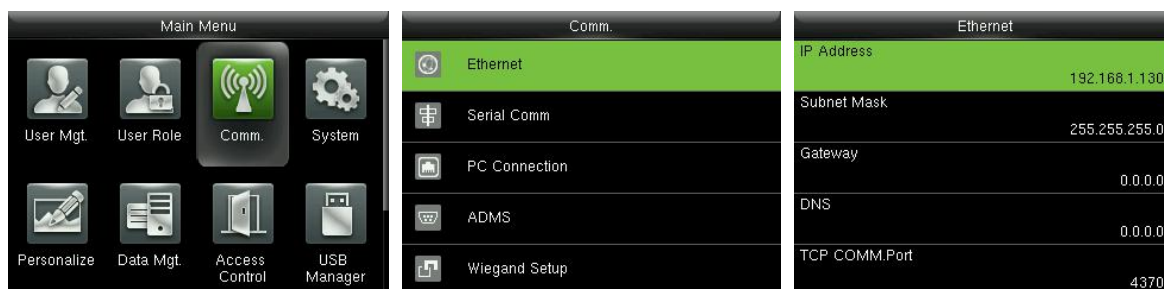 Main Menu
User Mgt.
User Role
Comm.
System
Personalize
Data Mgt.
Access
Control
USB
Manager
Comm.
Ethernet
Serial Comm
PC Connection
ADMS
Wiegand Setup
Ethernet
IP Address
192.168.1.130
Subnet Mask
255.255.255.0
Gateway
0.0.0.0
DNS
0.0.0.0
TCP COMM.Port
4370